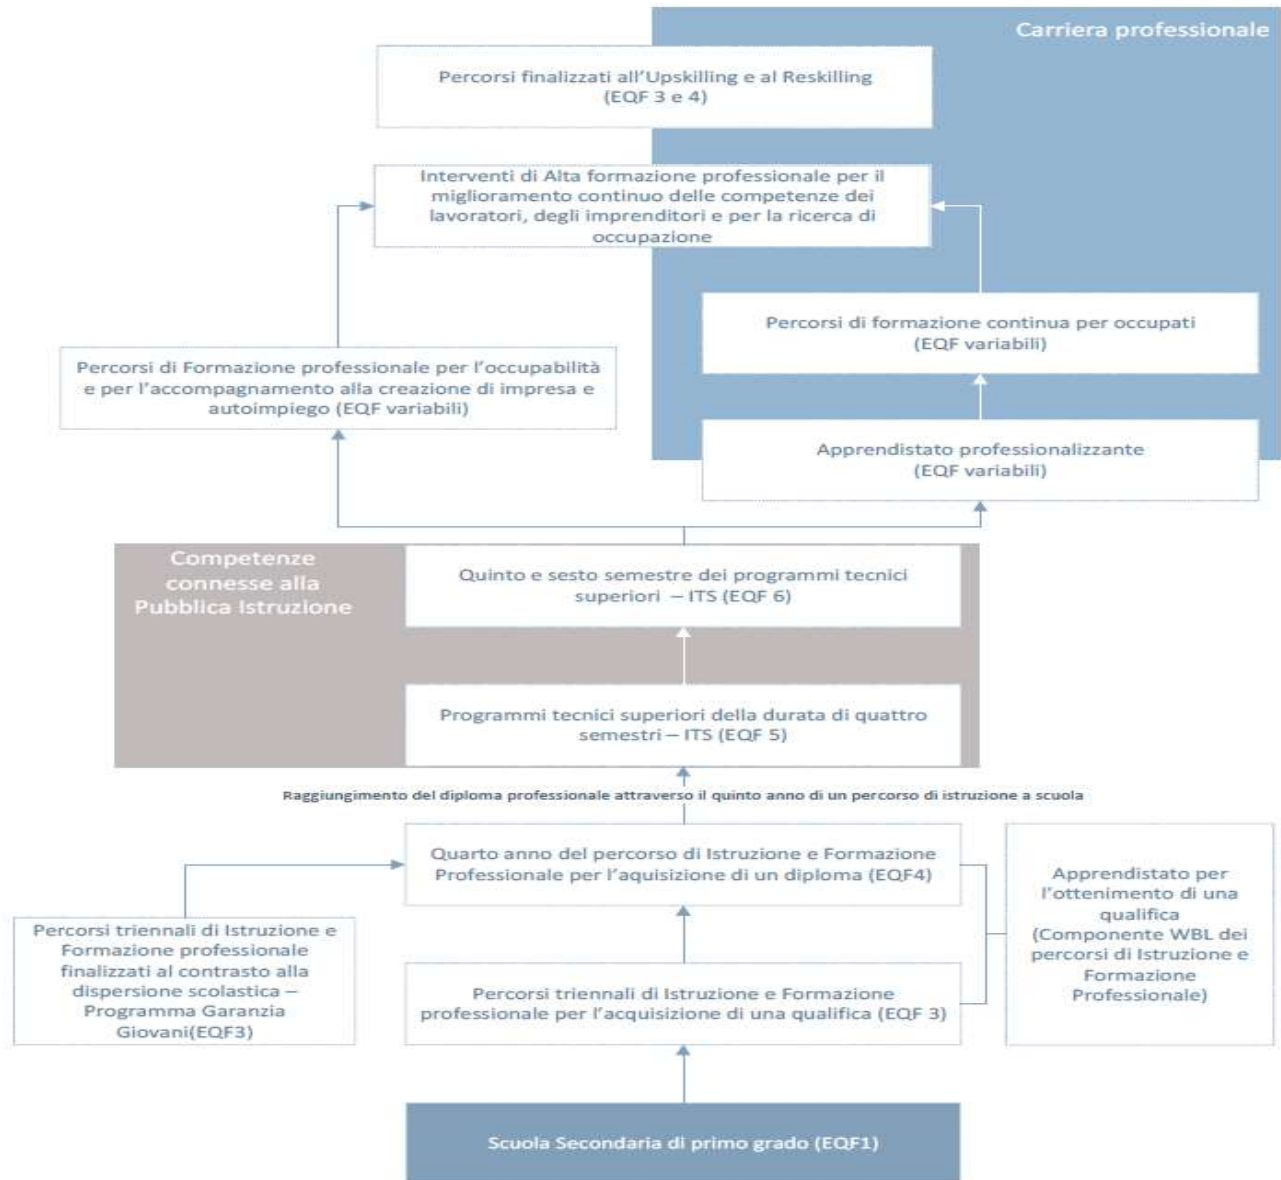 Carriera professionale
Percorsi finalizzati all'Upskilling e al Reskilling
(EQF 3 e 4)
Interventi di Alta formazione professionale per il
miglioramento continuo delle competenze dei
lavoratori, degli imprenditori e per la ricerca di
occupazione
Percorsi di formazione continua per occupati
(EQF variabili)
Percorsi di Formazione professionale per l'occupabilità
e per l'accompagnamento alla creazione di impresa e
autoimpiego (EQF variabili)
Apprendistato professionalizzante
(EQF variabili)
Competenze
connesse alla
Pubblica Istruzione
Quinto e sesto semestre dei programmi tecnici
superiori – ITS (EQF 6)
Programmi tecnici superiori della durata di quattro
semestri – ITS (EQF 5)
Raggiungimento del diploma professionale attraverso il quinto anno di un percorso di istruzione a scuola
Quarto anno del percorso di Istruzione e Formazione
Professionale per l'aquisizione di un diploma (EQF4)
Apprendistato per
l'ottenimento di una
qualifica
(Componente WBL dei
percorsi di Istruzione e
Formazione
Professionale)
Percorsi triennali di Istruzione e
Formazione professionale
finalizzati al contrasto alla
dispersione scolastica –
Programma Garanzia
Giovani(EQF3)
Percorsi triennali di Istruzione e Formazione
professionale per l'acquisizione di una qualifica (EQF 3)
Scuola Secondaria di primo grado (EQF1)